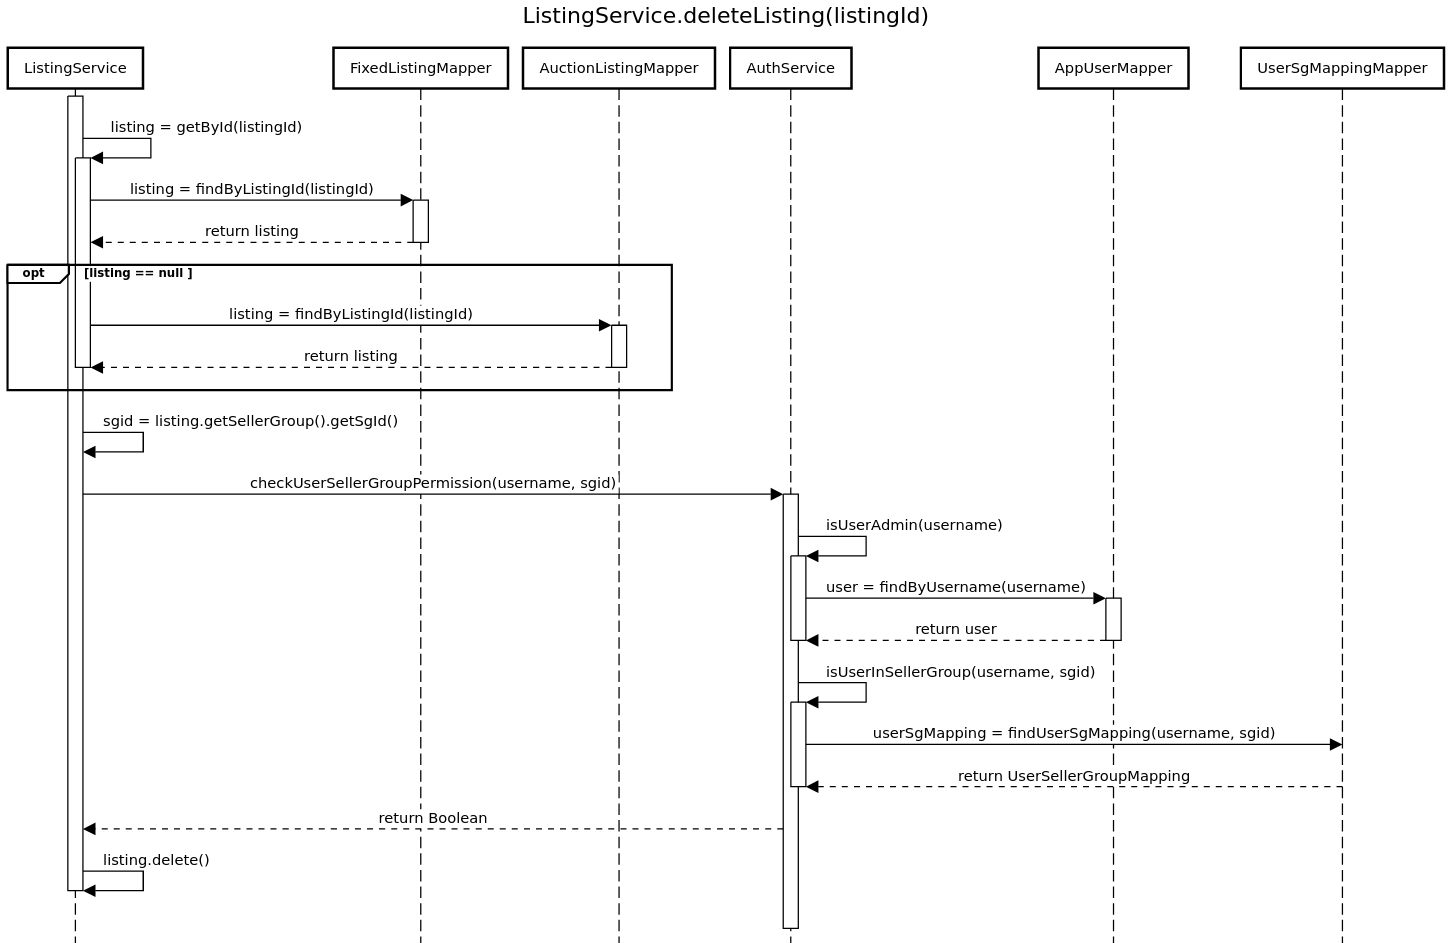 ListingService.deleteListing(listingId)
ListingService
FixedListingMapper
AuctionListingMapper
AuthService
AppUserMapper
UserSgMappingMapper
listing = getById(listingId)
listing = findByListingId(listingId)
return listing
opt
[listing == null ]
listing = findByListingId(listingId)
return listing
sgid = listing.getSellerGroup().getSgId()
checkUserSellerGroupPermission(username, sgid)
isUserAdmin(username)
user = findByUsername(username)
return user
isUserInSellerGroup(username, sgid)
userSgMapping = findUserSgMapping(username, sgid)
return UserSellerGroupMapping
return Boolean
listing.delete()